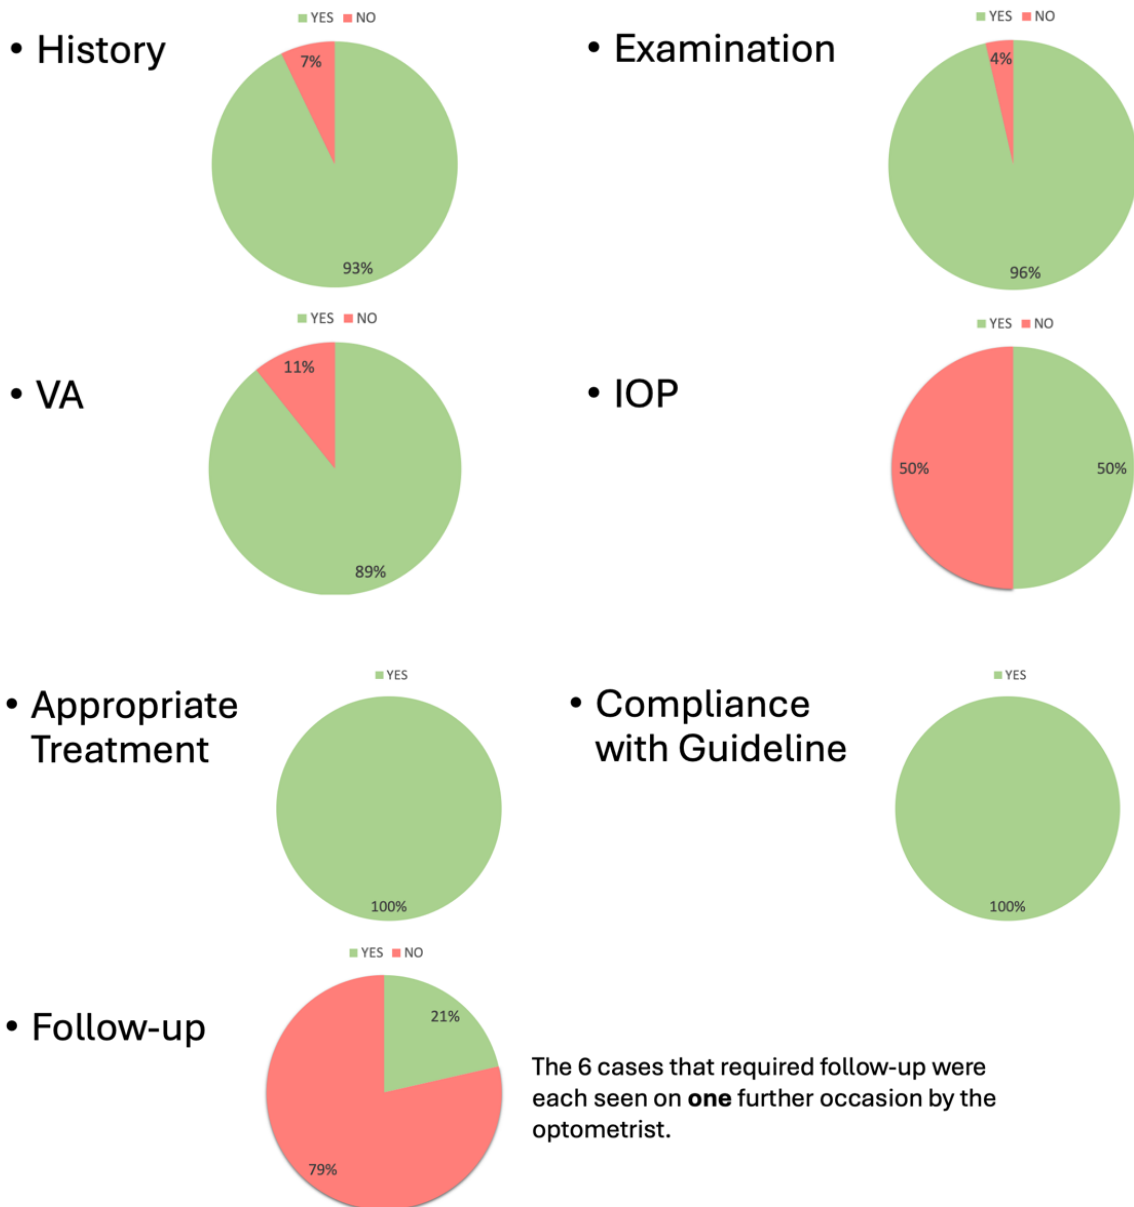 YES NO
• History
7%
93%
YES NO
• Examination
4%
96%
YES NO
• VA
11%
89%
YES NO
• IOP
50%
50%
YES
• Appropriate
Treatment
100%
YES
• Compliance
with Guideline
100%
YES NO
• Follow-up
21%
79%
The 6 cases that required follow-up were
each seen on one further occasion by the
optometrist.